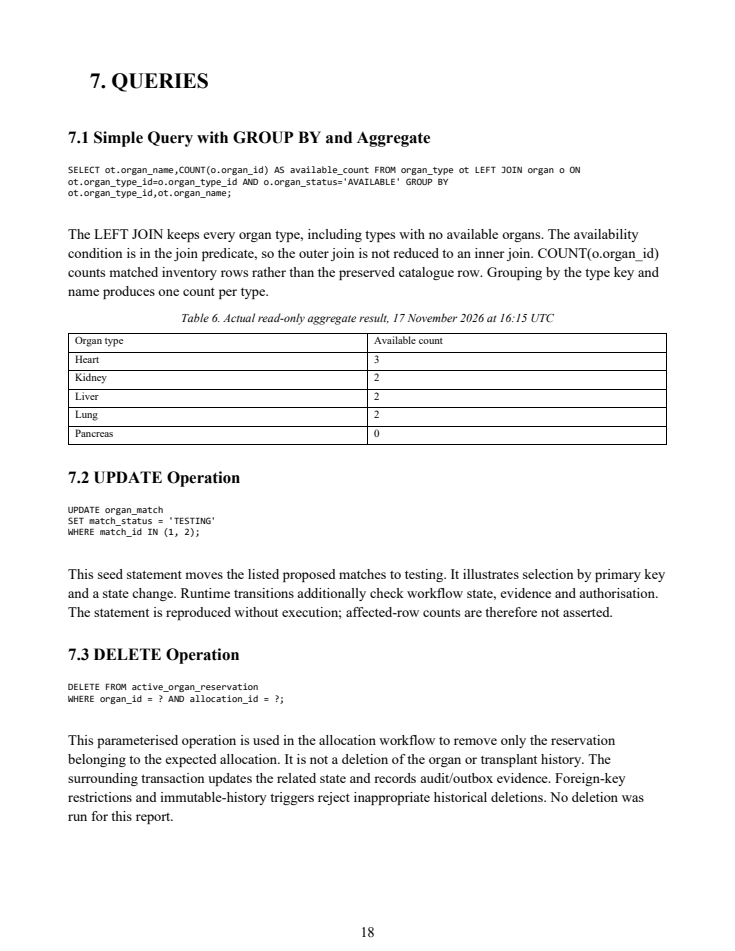 7. QUERIES
7.1 Simple Query with GROUP BY and Aggregate
SELECT ot.organ_name,COUNT(o.organ_id) AS available_count FROM organ_type ot LEFT JOIN organ o ON
ot.organ_type_id=o.organ_type_id AND o.organ_status='AVAILABLE' GROUP BY
ot.organ_type_id,ot.organ_name;
The LEFT JOIN keeps every organ type, including types with no available organs. The availability
condition is in the join predicate, so the outer join is not reduced to an inner join. COUNT(o.organ_id)
counts matched inventory rows rather than the preserved catalogue row. Grouping by the type key and
name produces one count per type.
Table 6. Actual read-only aggregate result, 17 November 2026 at 16:15 UTC
Organ type Available count
Heart 3
Kidney 2
Liver 2
Lung 2
Pancreas 0
7.2 UPDATE Operation
UPDATE organ_match
SET match_status = 'TESTING'
WHERE match_id IN (1, 2);
This seed statement moves the listed proposed matches to testing. It illustrates selection by primary key
and a state change. Runtime transitions additionally check workflow state, evidence and authorisation.
The statement is reproduced without execution; affected-row counts are therefore not asserted.
7.3 DELETE Operation
DELETE FROM active_organ_reservation
WHERE organ_id = ? AND allocation_id = ?;
This parameterised operation is used in the allocation workflow to remove only the reservation
belonging to the expected allocation. It is not a deletion of the organ or transplant history. The
surrounding transaction updates the related state and records audit/outbox evidence. Foreign-key
restrictions and immutable-history triggers reject inappropriate historical deletions. No deletion was
run for this report.
18